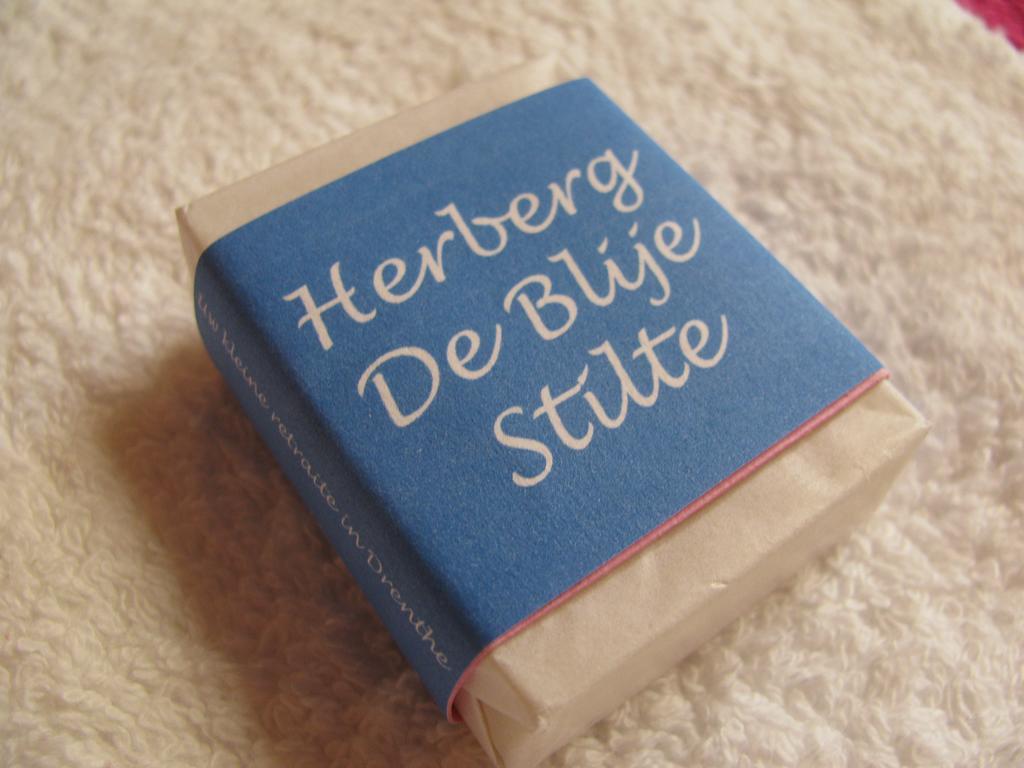 Herberg
De Blije
Stilte
Uw kleine retraite in Drenthe